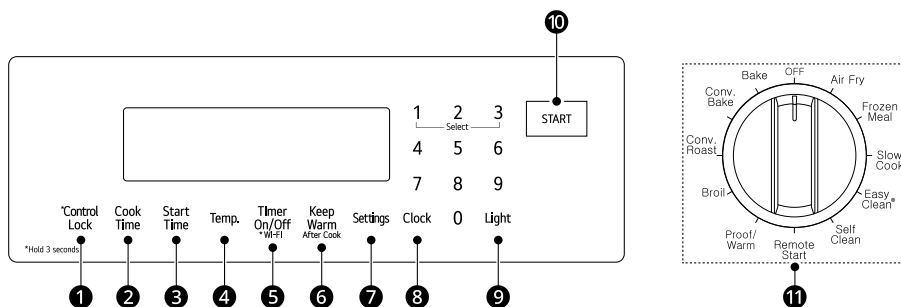 10
START
1 2 3
Select
4 5 6
7 8 9
*Control Lock
Cook Time
Start Time
Temp.
Timer On/Off
*WI-FI
Keep Warm
After Cook
Settings
Clock
0
Light
*Hold 3 seconds
1 2 3 4 5 6 7 8 9
OFF
Air Fry
Frozen Meal
Slow Cook
Easy Clean®
Self Clean
Remote Start
Proof/ Warm
Broil
Conv. Roast
Conv. Bake
Bake
11